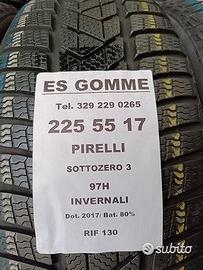 ES GOMME
Tel. 329 229 0265
225 55 17
PIRELLI
SOTTOZERO 3
97H
INVERNALI
Dot. 2017/ Bat. 80%
RIF 130
subito